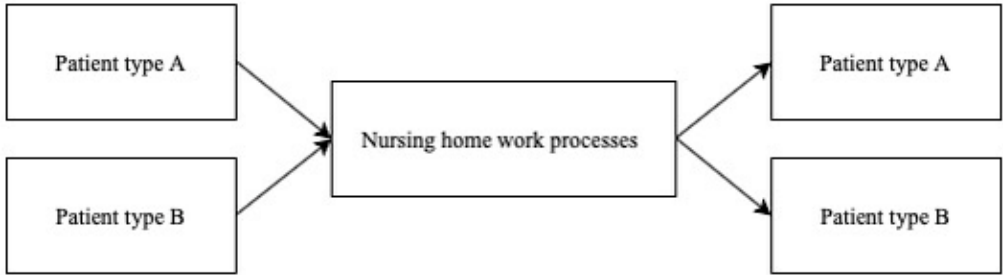 Patient type A
Patient type A
Nursing home work processes
Patient type B
Patient type B